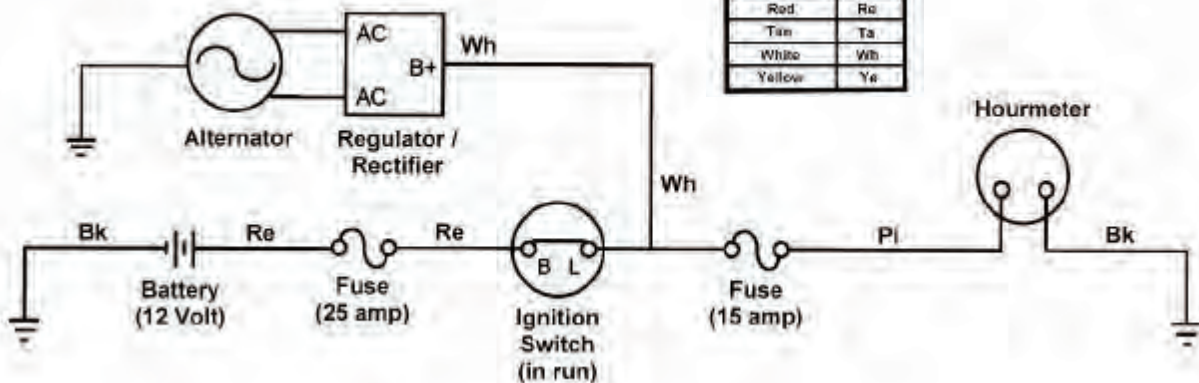 Red Re
Tan Ta
White Wh
Yellow Ye
AC
Wh
B+
AC
Hourmeter
Alternator
Regulator /
Rectifier
Wh
Bk
Re
Re
B L
Pi
Bk
Battery
(12 Volt)
Fuse
(25 amp)
Ignition
Switch
(in run)
Fuse
(15 amp)